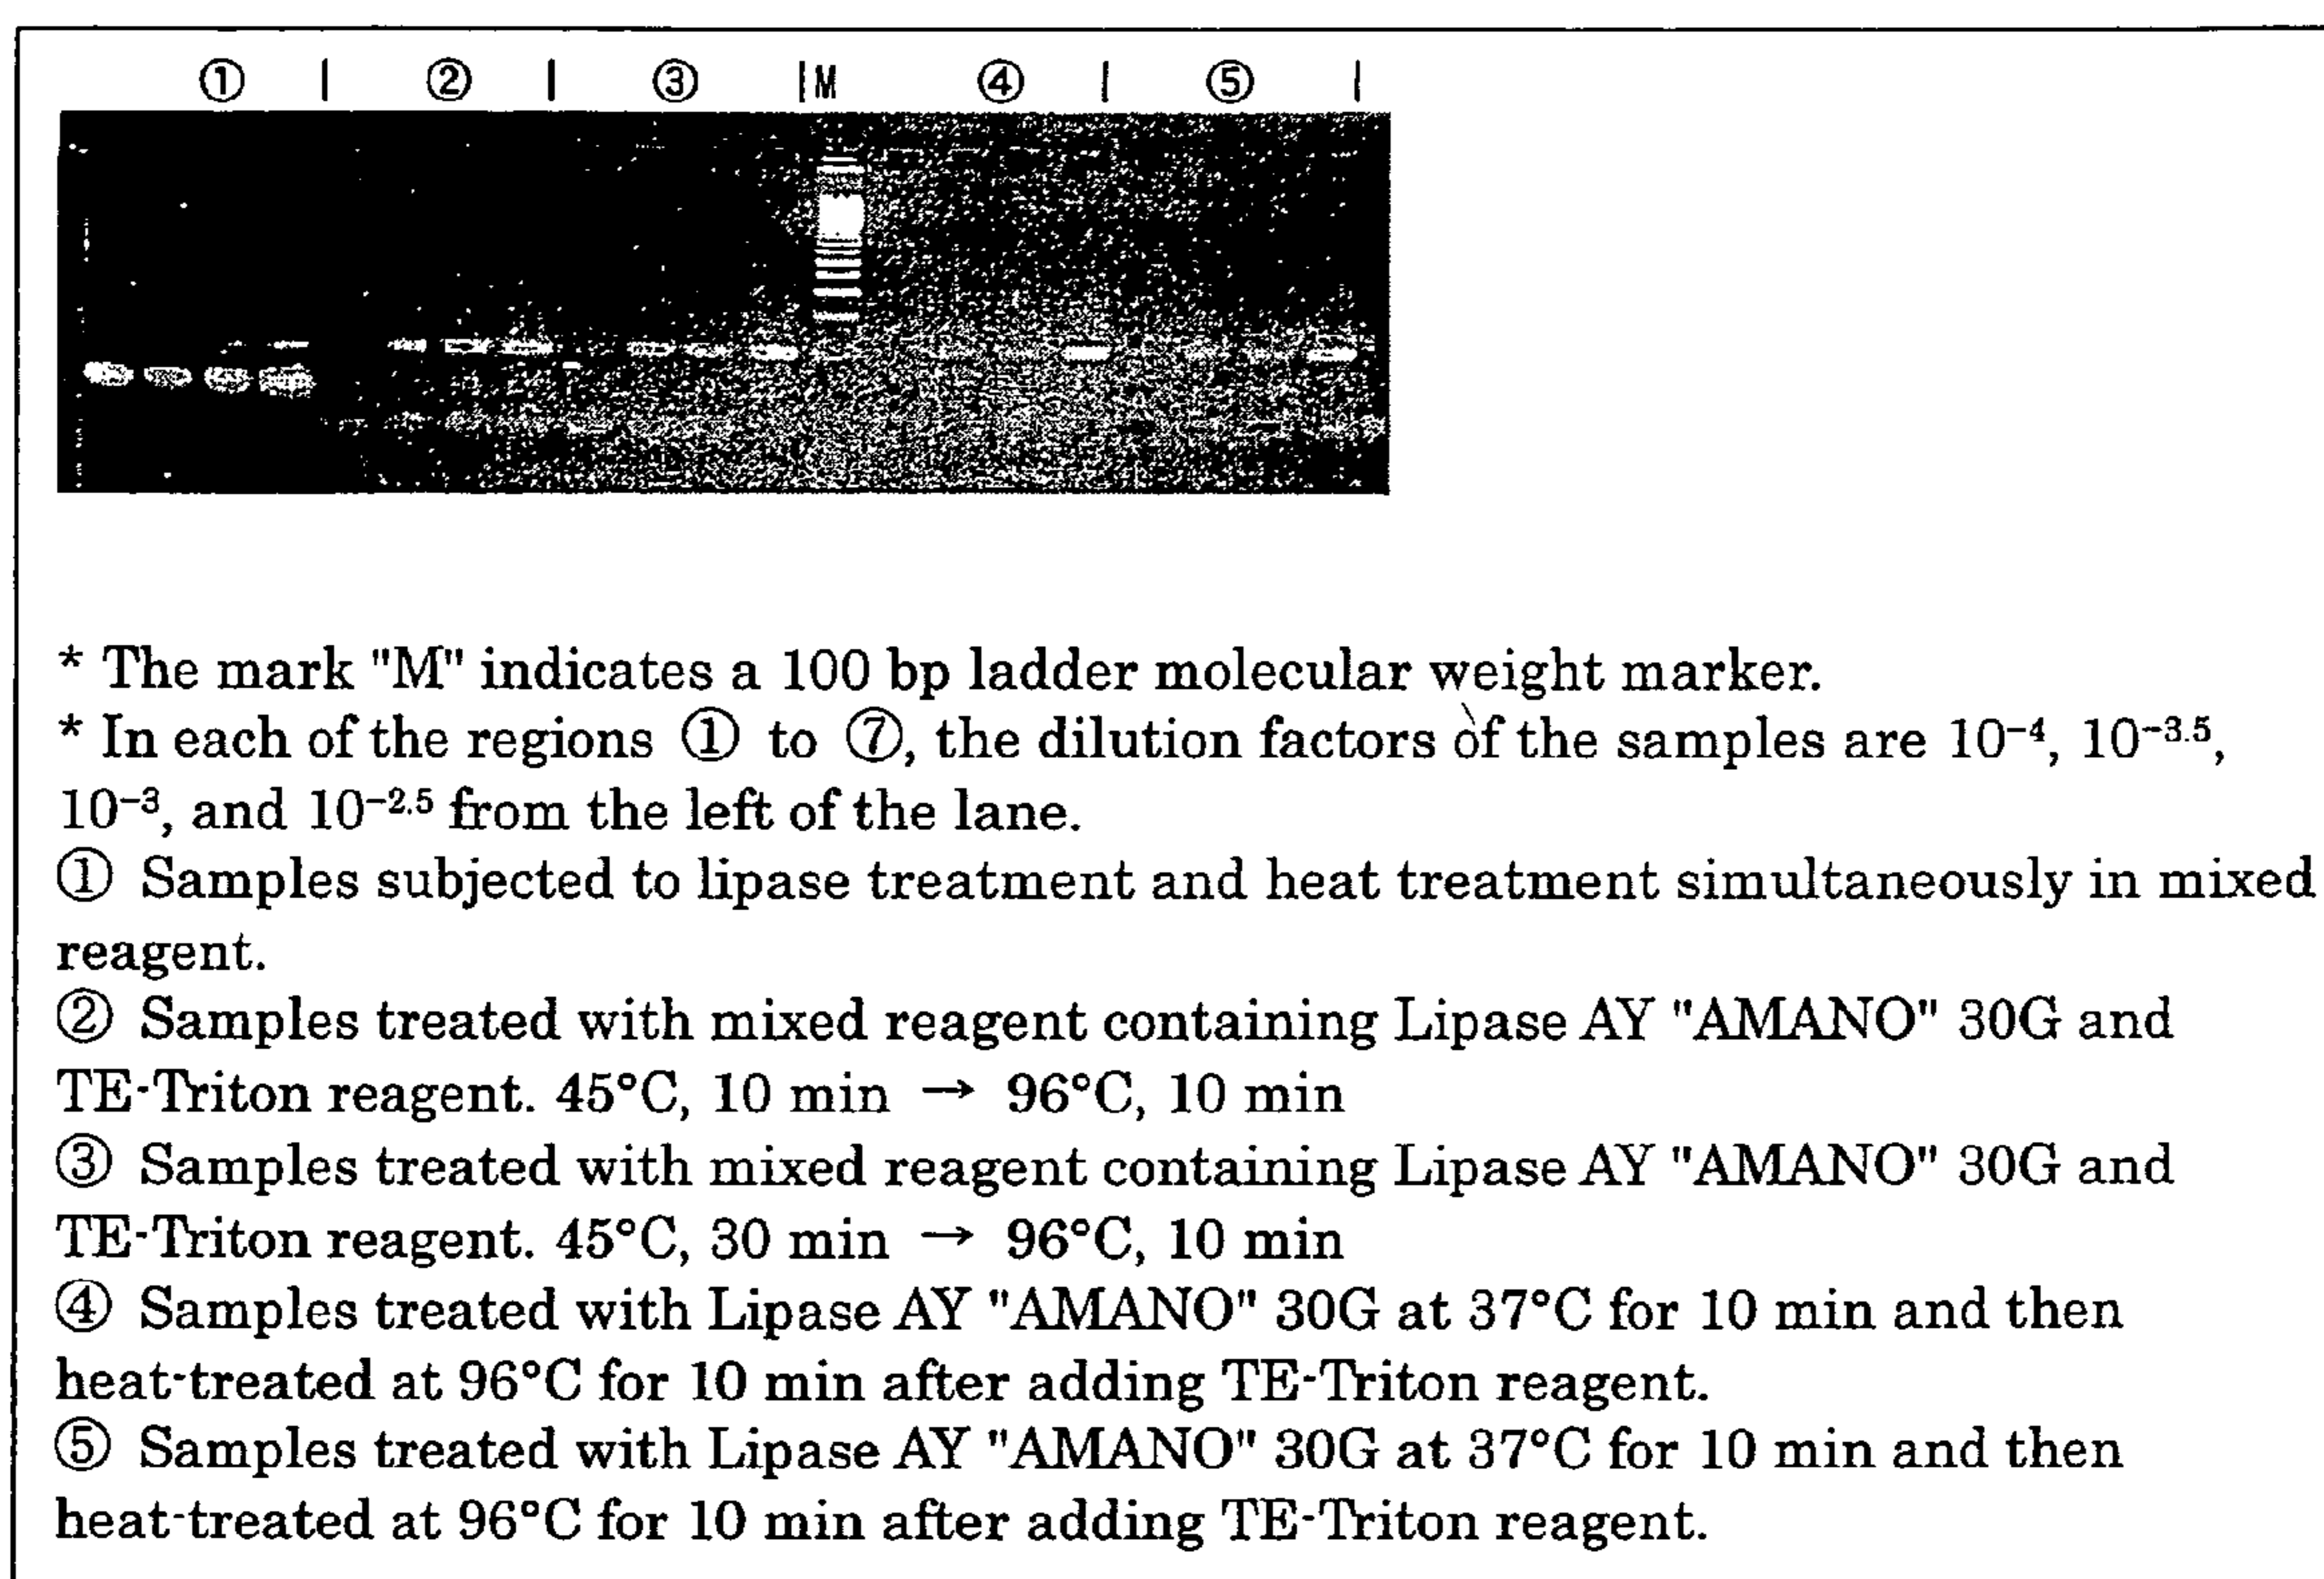 ① | ② | ③ | M ④ | ⑤ |
* The mark "M" indicates a 100 bp ladder molecular weight marker.
* In each of the regions ① to ⑦, the dilution factors of the samples are 10⁻⁴, 10⁻³·⁵,
10⁻³, and 10⁻²·⁵ from the left of the lane.
① Samples subjected to lipase treatment and heat treatment simultaneously in mixed
reagent.
② Samples treated with mixed reagent containing Lipase AY "AMANO" 30G and
TE-Triton reagent. 45°C, 10 min → 96°C, 10 min
③ Samples treated with mixed reagent containing Lipase AY "AMANO" 30G and
TE-Triton reagent. 45°C, 30 min → 96°C, 10 min
④ Samples treated with Lipase AY "AMANO" 30G at 37°C for 10 min and then
heat-treated at 96°C for 10 min after adding TE-Triton reagent.
⑤ Samples treated with Lipase AY "AMANO" 30G at 37°C for 10 min and then
heat-treated at 96°C for 10 min after adding TE-Triton reagent.